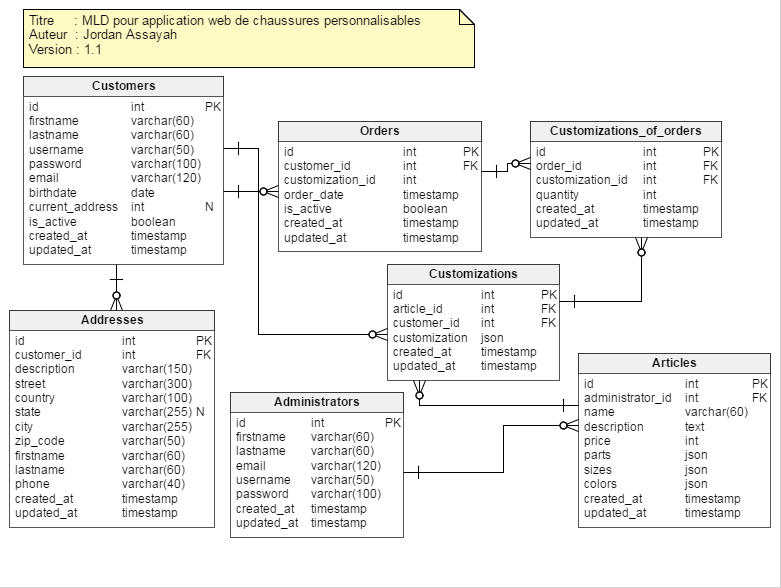 Titre : MLD pour application web de chaussures personnalisables
Auteur : Jordan Assayah
Version : 1.1
Customers
id int PK
firstname varchar(60)
lastname varchar(60)
username varchar(50)
password varchar(100)
email varchar(120)
birthdate date
current_address int N
is_active boolean
created_at timestamp
updated_at timestamp
Orders
id int PK
customer_id int FK
customization_id int
order_date timestamp
is_active boolean
created_at timestamp
updated_at timestamp
Customizations_of_orders
id int PK
order_id int FK
customization_id int FK
quantity int
created_at timestamp
updated_at timestamp
Customizations
id int PK
article_id int FK
customer_id int FK
customization json
created_at timestamp
updated_at timestamp
Addresses
id int PK
customer_id int FK
description varchar(150)
street varchar(300)
country varchar(100)
state varchar(255) N
city varchar(255)
zip_code varchar(50)
firstname varchar(60)
lastname varchar(60)
phone varchar(40)
created_at timestamp
updated_at timestamp
Administrators
id int PK
firstname varchar(60)
lastname varchar(60)
email varchar(120)
username varchar(50)
password varchar(100)
created_at timestamp
updated_at timestamp
Articles
id int PK
administrator_id int FK
name varchar(60)
description text
price int
parts json
sizes json
colors json
created_at timestamp
updated_at timestamp